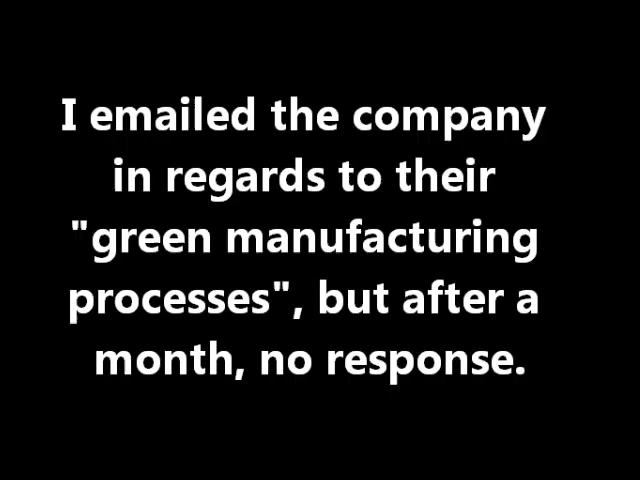 I emailed the company
in regards to their
"green manufacturing
processes", but after a
month, no response.